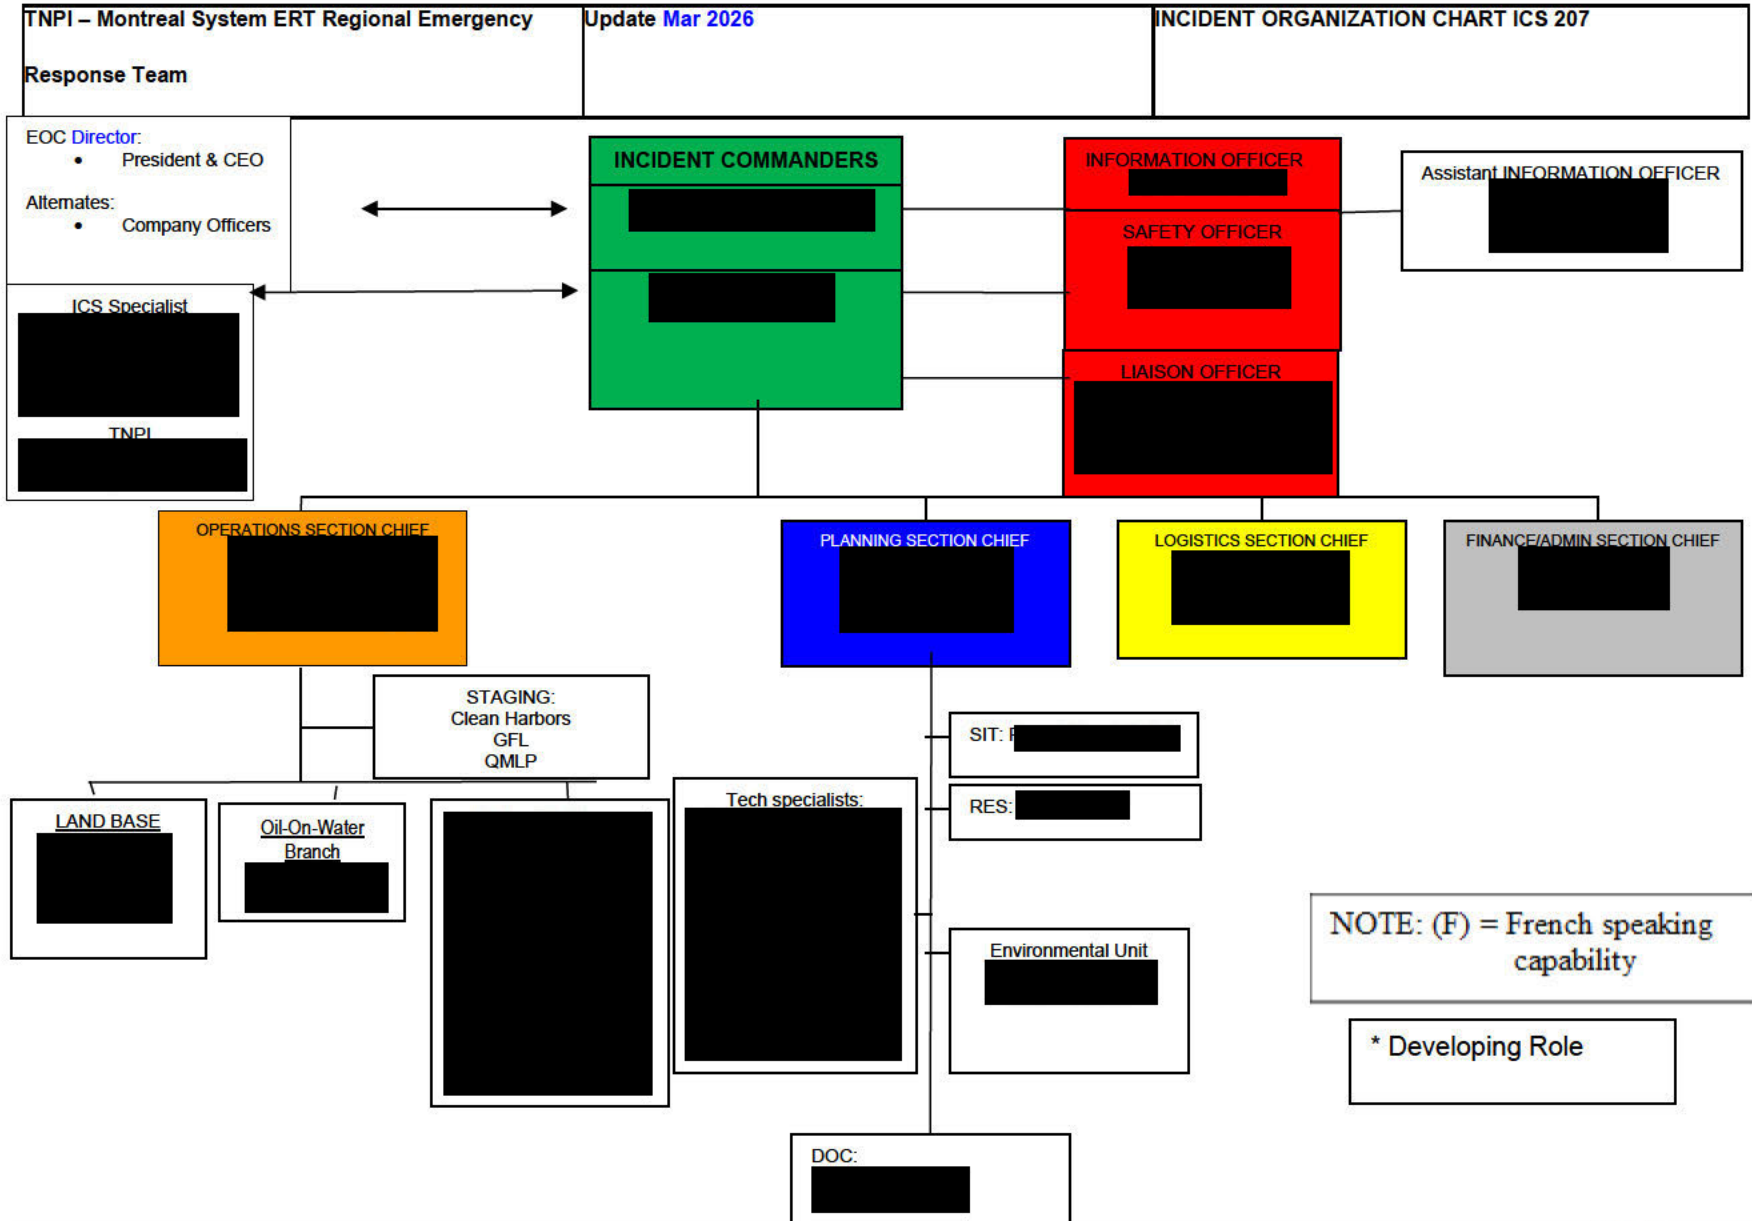 TNPI – Montreal System ERT Regional Emergency
Response Team
Update Mar 2026
INCIDENT ORGANIZATION CHART ICS 207
EOC Director:
• President & CEO
Alternates:
• Company Officers
INCIDENT COMMANDERS
INFORMATION OFFICER
SAFETY OFFICER
LIAISON OFFICER
Assistant INFORMATION OFFICER
ICS Specialist
TNPI
OPERATIONS SECTION CHIEF
PLANNING SECTION CHIEF
LOGISTICS SECTION CHIEF
FINANCE/ADMIN SECTION CHIEF
STAGING:
Clean Harbors
GFL
QMLP
LAND BASE
Oil-On-Water
Branch
Tech specialists:
SIT:
RES:
Environmental Unit
DOC:
NOTE: (F) = French speaking
capability
* Developing Role